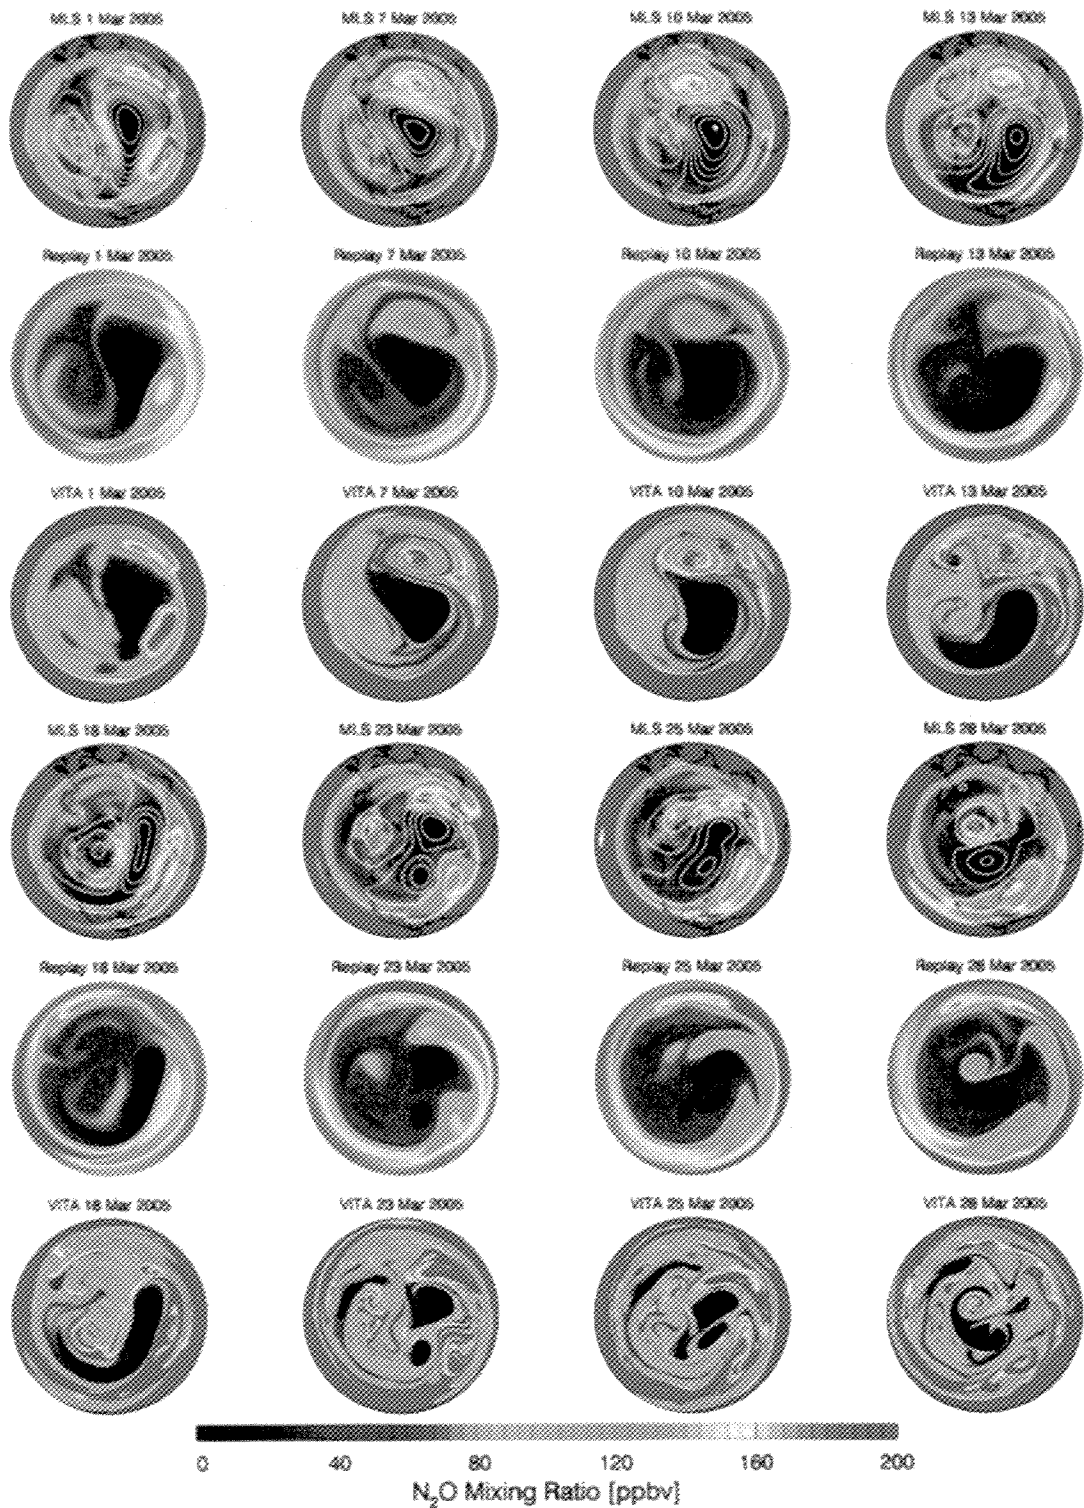 MLS 1 Mar 2005 MLS 7 Mar 2005 MLS 10 Mar 2005 MLS 13 Mar 2005
Replay 1 Mar 2005 Replay 7 Mar 2005 Replay 10 Mar 2005 Replay 13 Mar 2005
VITA 1 Mar 2005 VITA 7 Mar 2005 VITA 10 Mar 2005 VITA 13 Mar 2005
MLS 18 Mar 2005 MLS 23 Mar 2005 MLS 25 Mar 2005 MLS 28 Mar 2005
Replay 18 Mar 2005 Replay 23 Mar 2005 Replay 25 Mar 2005 Replay 28 Mar 2005
VITA 18 Mar 2005 VITA 23 Mar 2005 VITA 25 Mar 2005 VITA 28 Mar 2005
0 40 80 120 160 200
N₂O Mixing Ratio [ppbv]